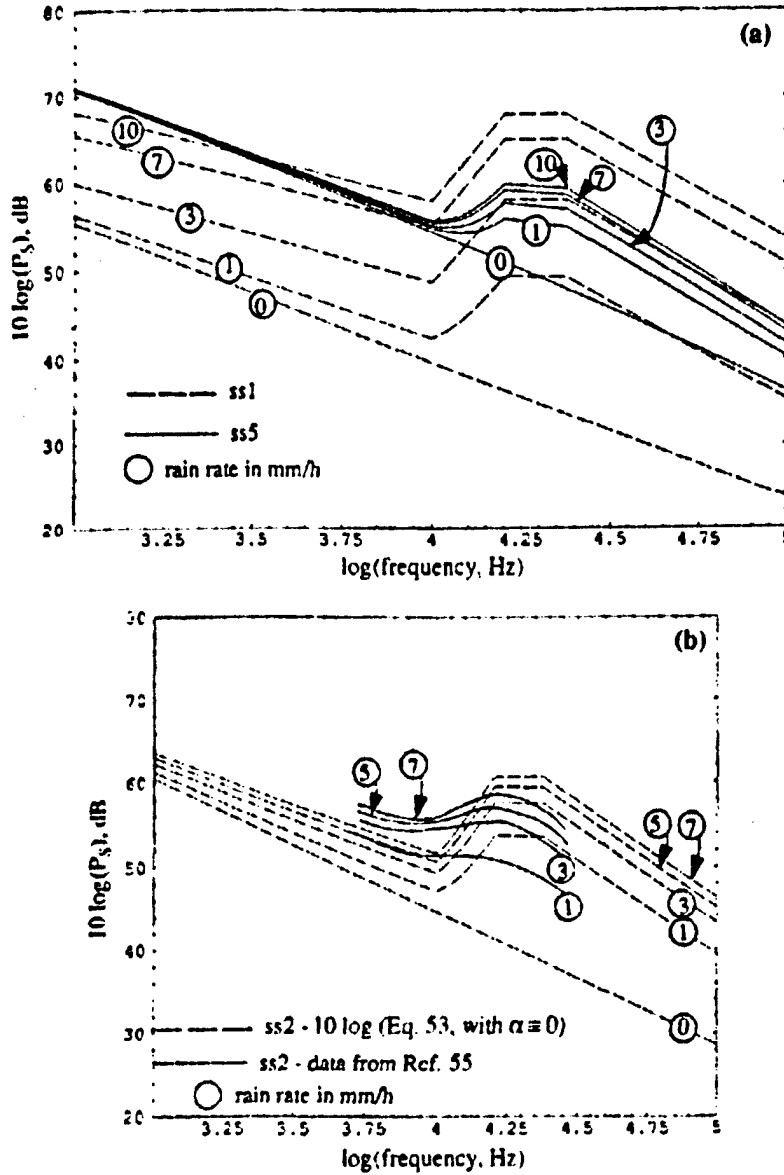 (a)
80
70
60
50
40
30
20
10 log(P_S), dB
10
7
3
1
0
10
7
3
1
0
ss1
ss5
rain rate in mm/h
3.25 3.5 3.75 4 4.25 4.5 4.75
log(frequency, Hz)
(b)
90
70
60
50
40
30
20
10 log(P_S), dB
5
7
3
1
5
7
3
1
0
ss2 - 10 log (Eq. 53, with α ≡ 0)
ss2 - data from Ref. 55
rain rate in mm/h
3.25 3.5 3.75 4 4.25 4.5 4.75 5
log(frequency, Hz)